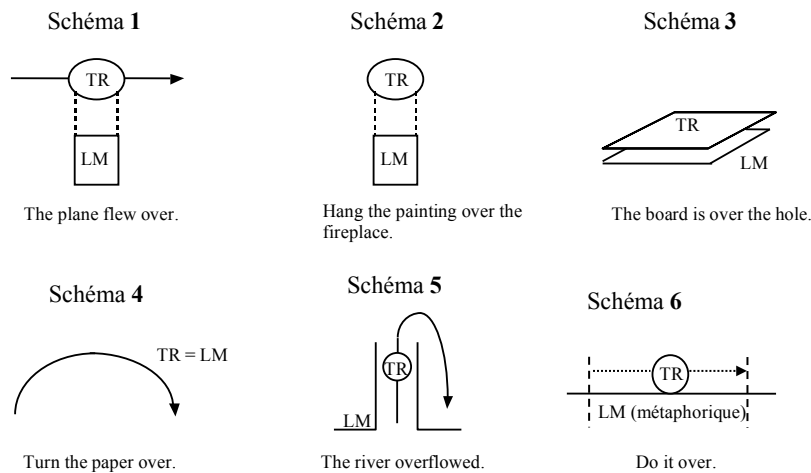 Schéma 1
TR
LM
The plane flew over.
Schéma 2
TR
LM
Hang the painting over the
fireplace.
Schéma 3
TR
LM
The board is over the hole.
Schéma 4
TR = LM
Turn the paper over.
Schéma 5
TR
LM
The river overflowed.
Schéma 6
TR
LM (métaphorique)
Do it over.